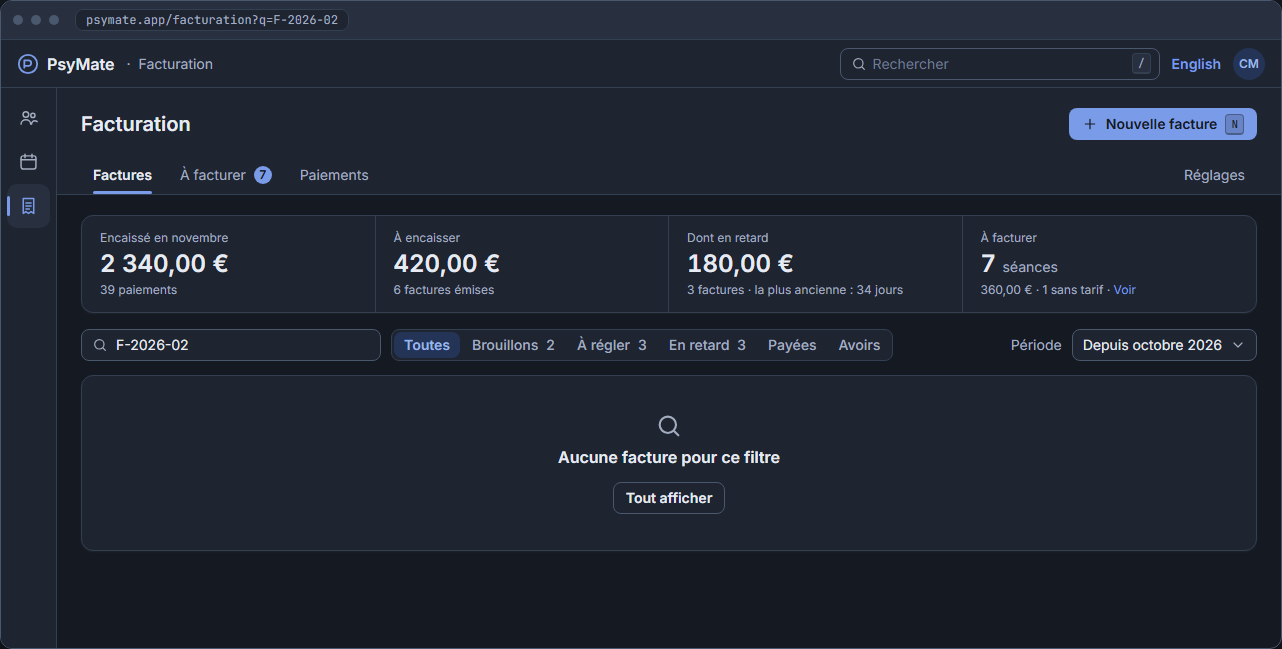 psymate.app/facturation?q=F-2026-02
PsyMate · Facturation
Rechercher /
English
CM
Facturation
+ Nouvelle facture N
Factures
À facturer 7
Paiements
Réglages
Encaissé en novembre
2 340,00 €
39 paiements
À encaisser
420,00 €
6 factures émises
Dont en retard
180,00 €
3 factures · la plus ancienne : 34 jours
À facturer
7 séances
360,00 € · 1 sans tarif · Voir
F-2026-02
Toutes
Brouillons 2
À régler 3
En retard 3
Payées
Avoirs
Période
Depuis octobre 2026
Aucune facture pour ce filtre
Tout afficher